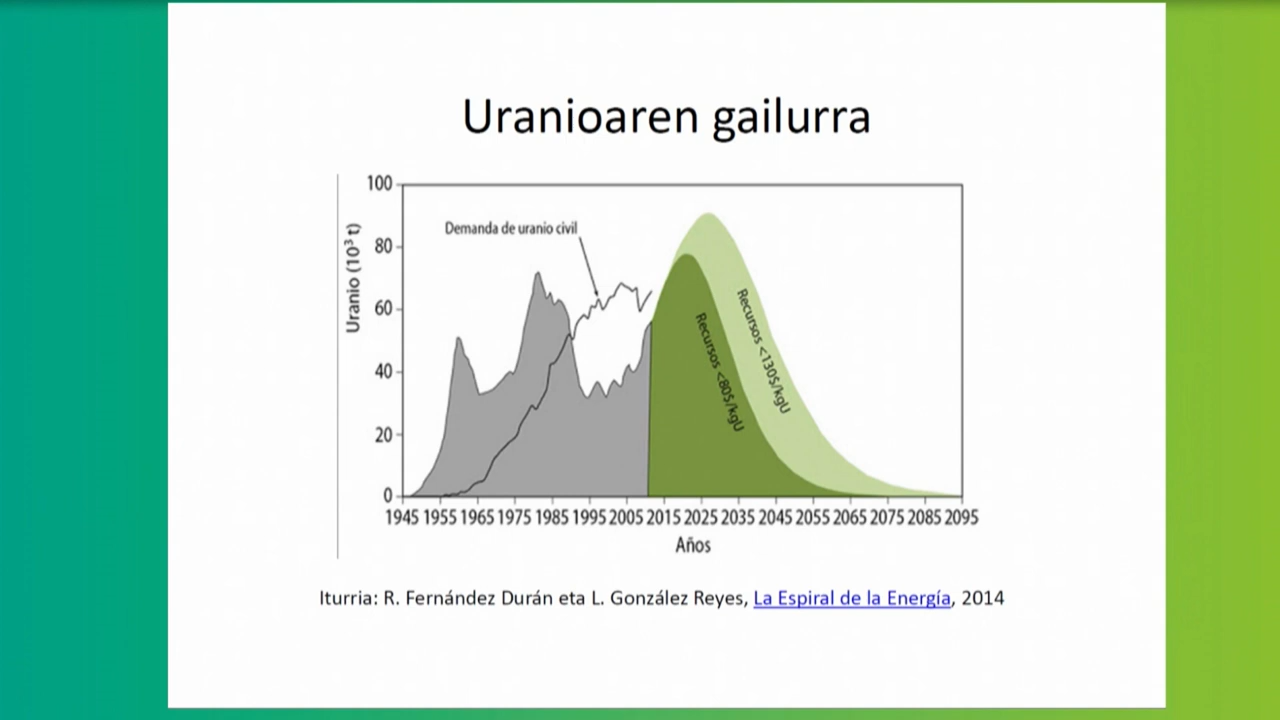 Uranioaren gailurra
100
80
60
40
20
0
Uranio (10³ t)
Demanda de uranio civil
Recursos <80$/kgU
Recursos <130$/kgU
1945 1955 1965 1975 1985 1995 2005 2015 2025 2035 2045 2055 2065 2075 2085 2095
Años
Iturria: R. Fernández Durán eta L. González Reyes, La Espiral de la Energía, 2014